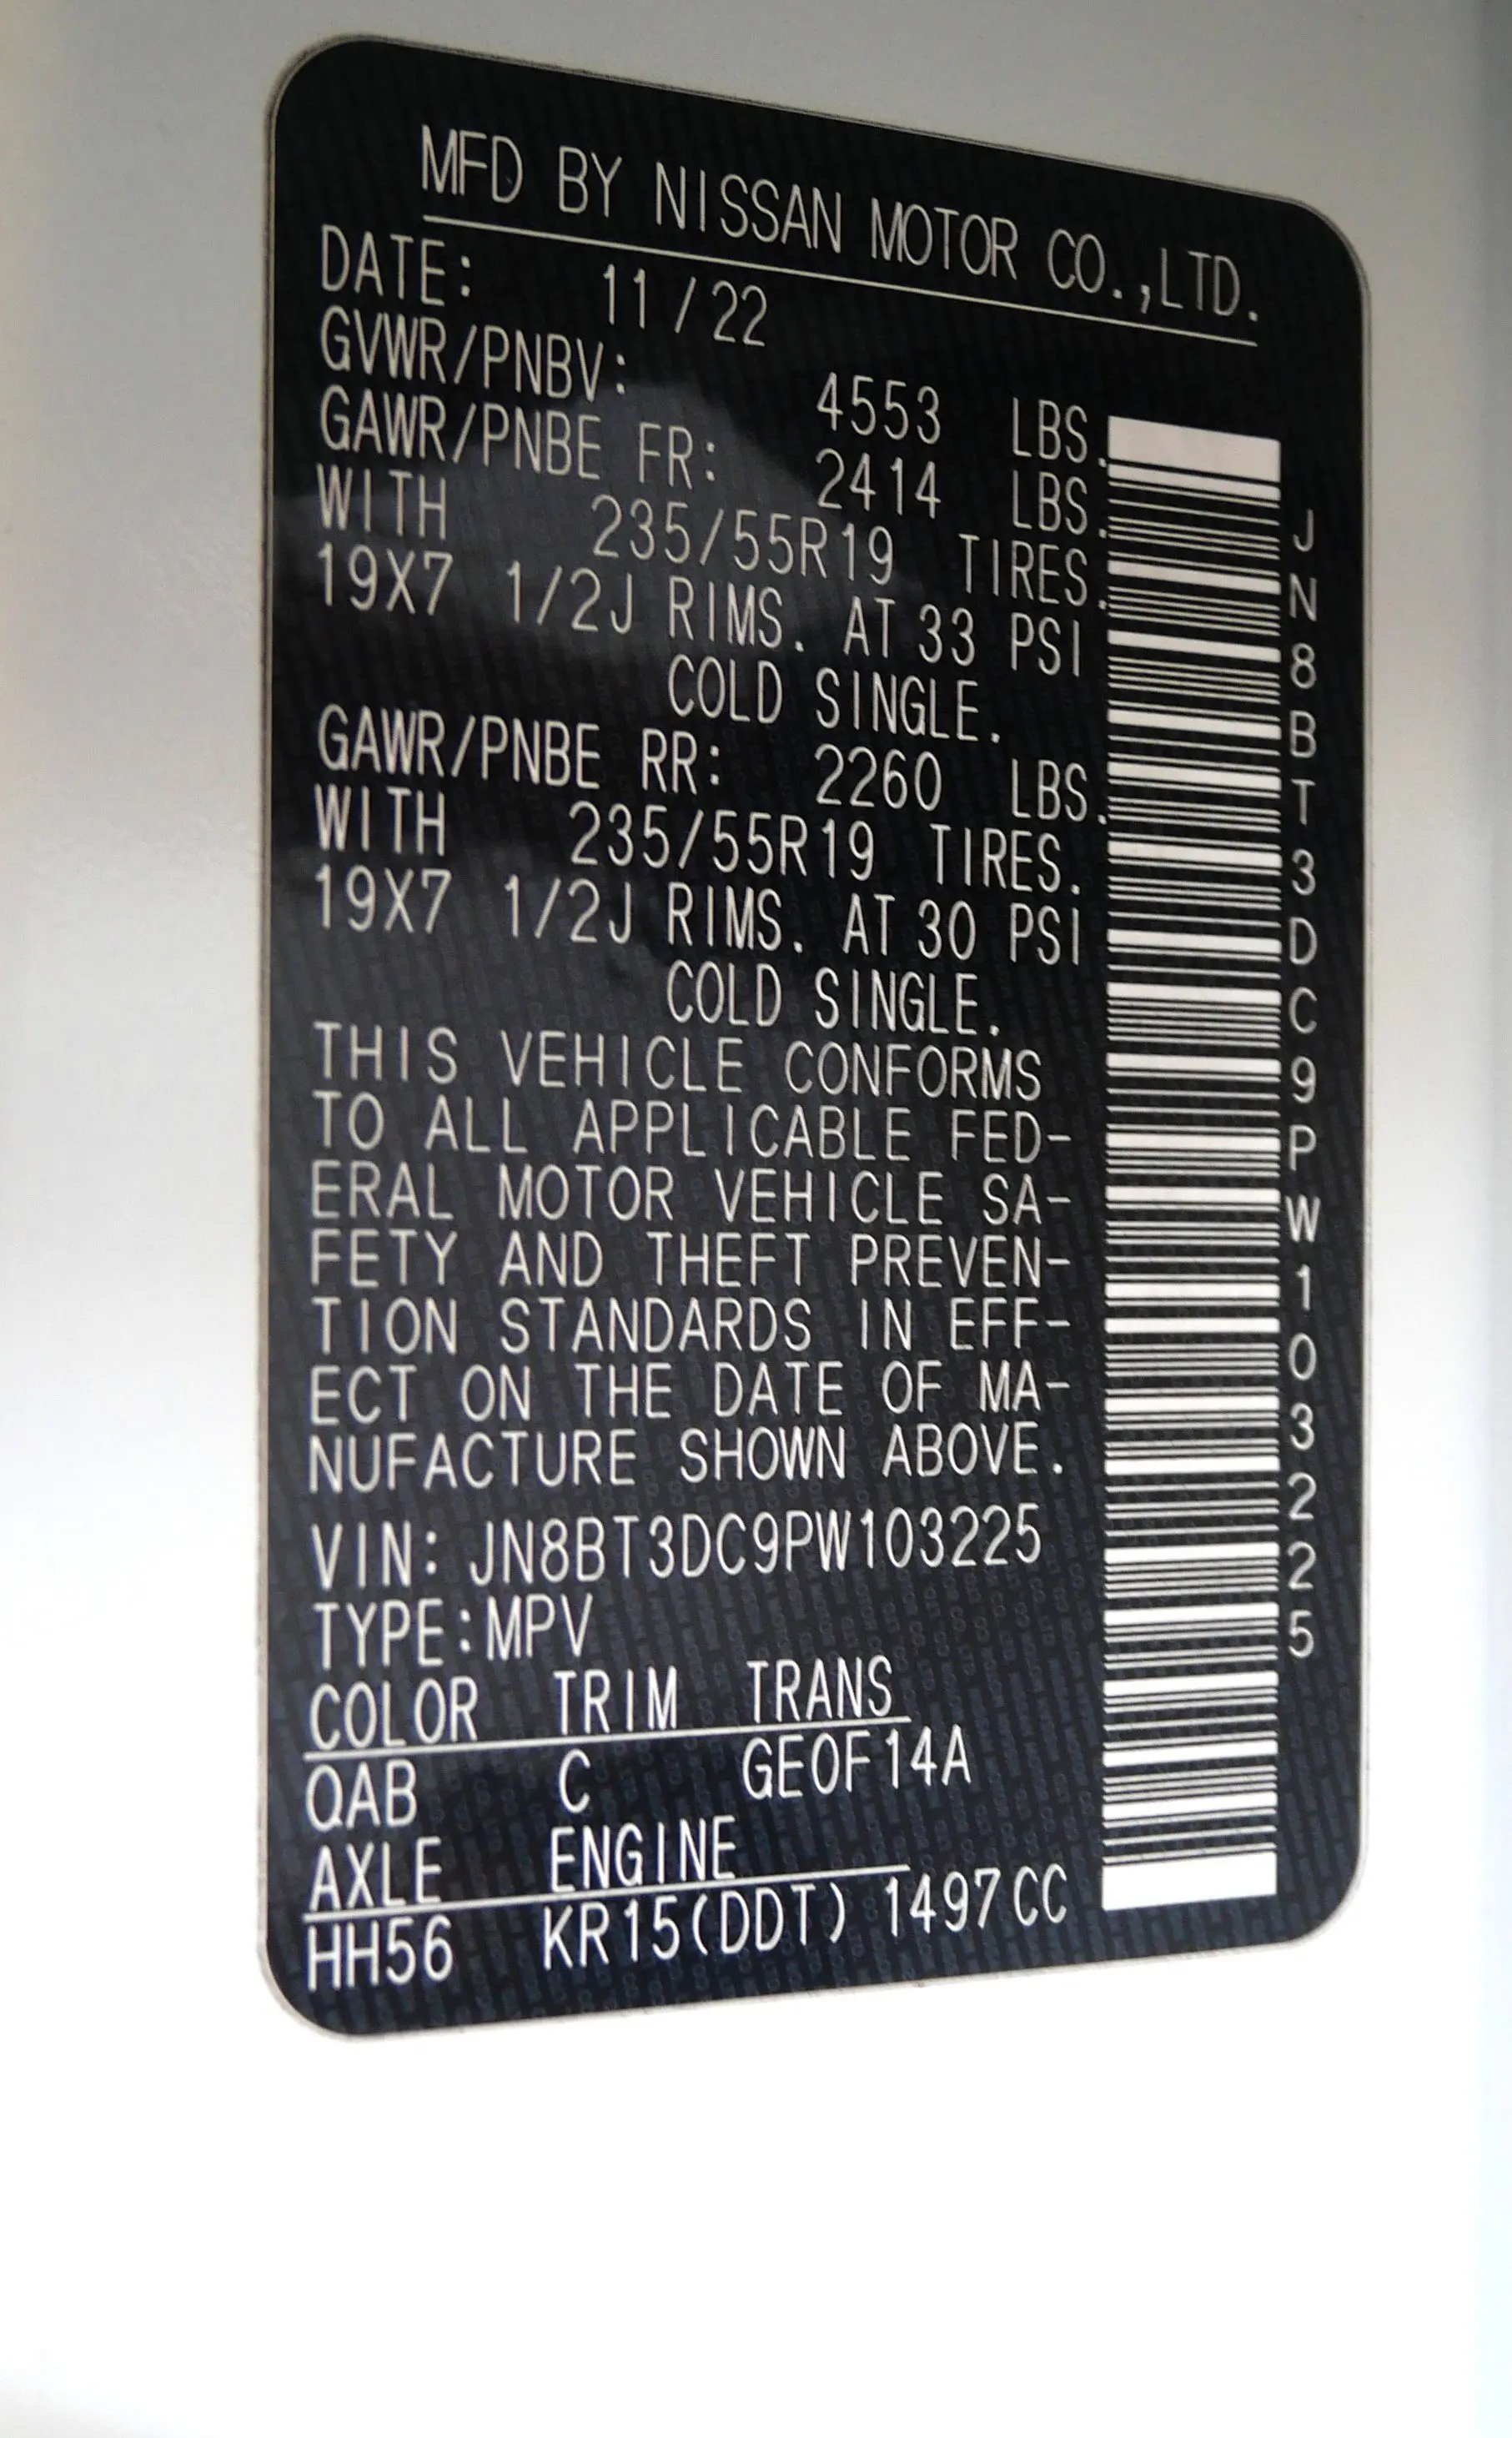 MFD BY NISSAN MOTOR CO.,LTD.
DATE: 11/22
GVWR/PNBV: 4553 LBS.
GAWR/PNBE FR: 2414 LBS.
WITH 235/55R19 TIRES.
19X7 1/2J RIMS. AT 33 PSI
COLD SINGLE.
GAWR/PNBE RR: 2260 LBS.
WITH 235/55R19 TIRES.
19X7 1/2J RIMS. AT 30 PSI
COLD SINGLE.
THIS VEHICLE CONFORMS
TO ALL APPLICABLE FED-
ERAL MOTOR VEHICLE SA-
FETY AND THEFT PREVEN-
TION STANDARDS IN EFF-
ECT ON THE DATE OF MA-
NUFACTURE SHOWN ABOVE.
VIN: JN8BT3DC9PW103225
TYPE:MPV
COLOR TRIM TRANS
QAB C GE0F14A
AXLE ENGINE
HH56 KR15(DDT) 1497CC
JN8BT3DC9PW103225